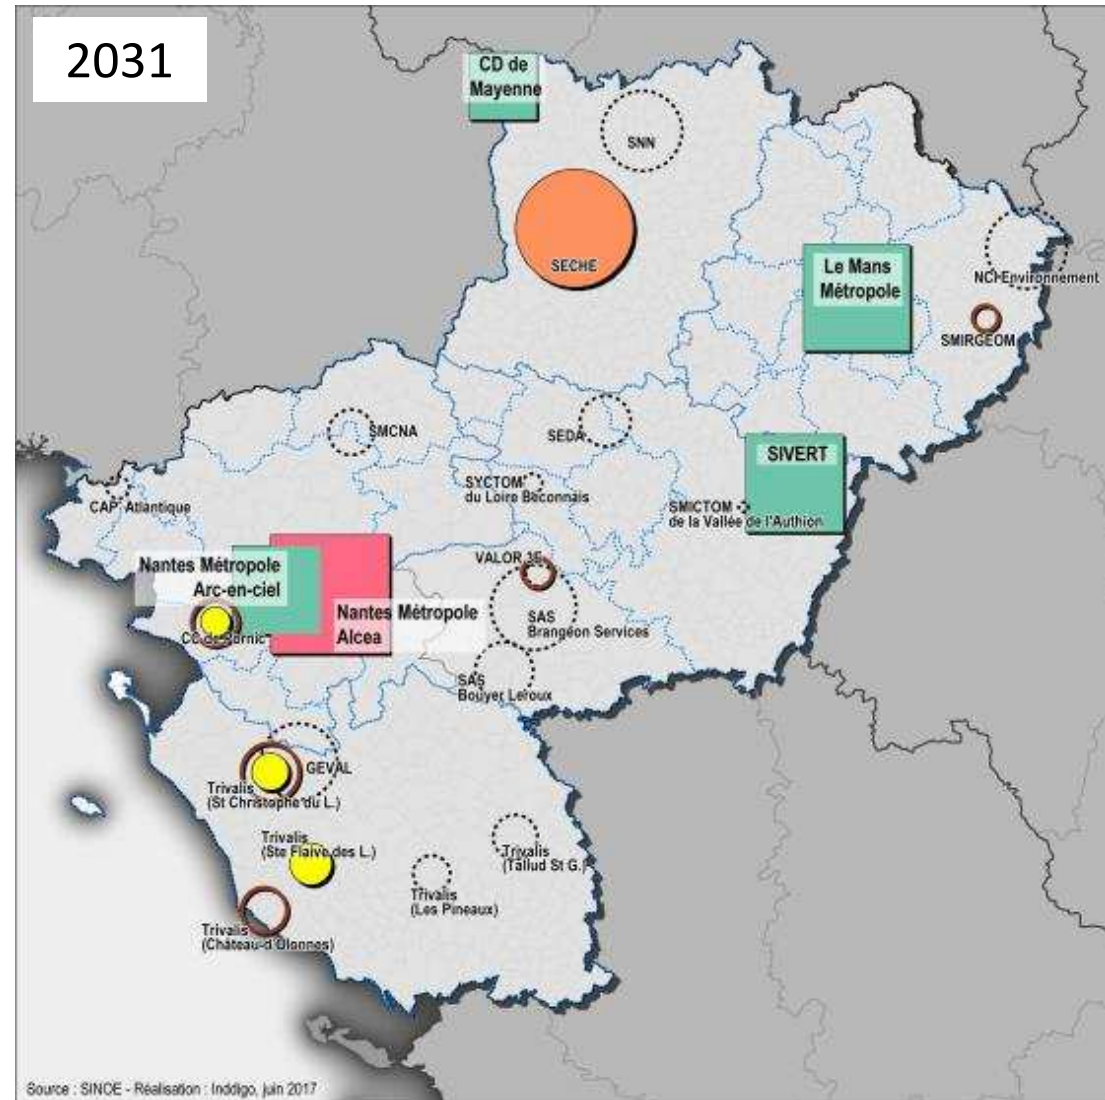 2031
CD de
Mayenne
SNN
SECHE
Le Mans
Métropole
NCI Environnement
SMIRGEOM
SMCNA
SEDA
SIVERT
SYCTOM
du Loire Béconnais
CAP Atlantique
SMICTOM
de la Vallée de l'Authion
VALOR 3E
Nantes Métropole
Arc-en-ciel
Nantes Métropole
Alcea
SAS
Brangeon Services
CC de Pornic
SAS
Bouyer Leroux
GEVAL
Trivalis
(St Christophe du L.)
Trivalis
(Ste Flaive des L.)
Trivalis
(Tallud St G.)
Trivalis
(Les Pineaux)
Trivalis
(Château-d'Olonnes)
Source : SINOE - Réalisation : Inddigo, juin 2017